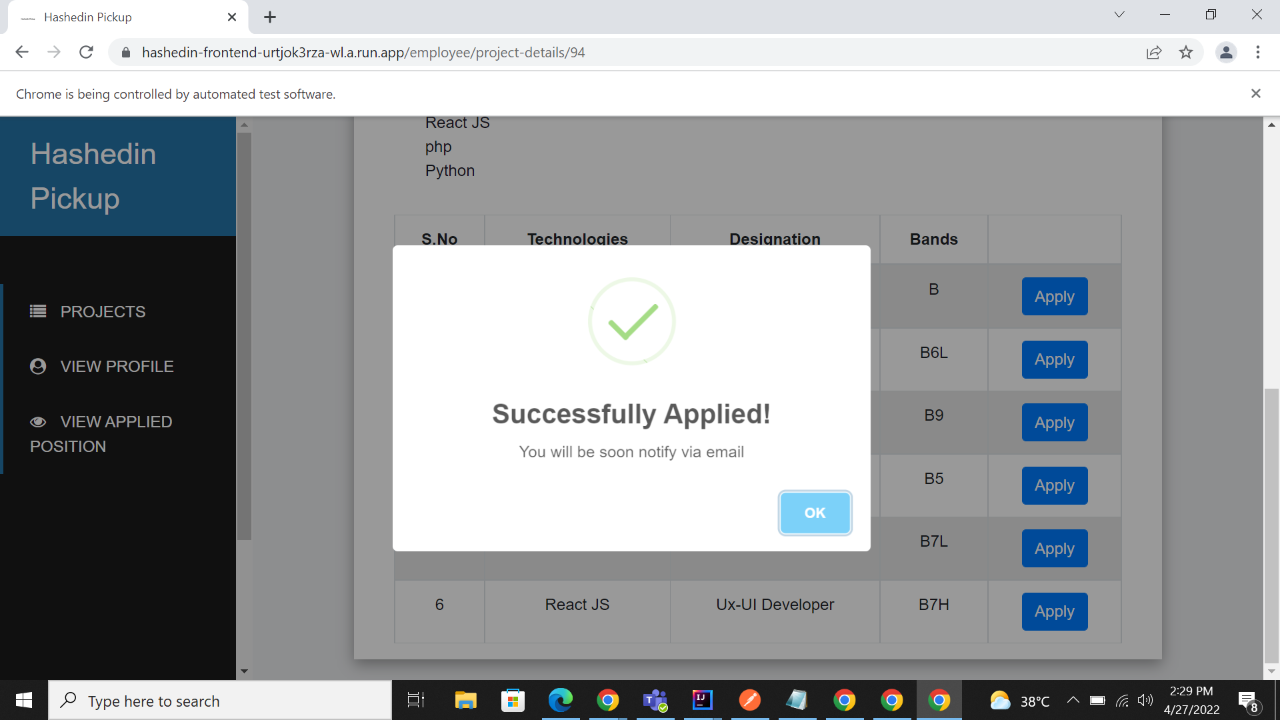 Hashedin Pickup
hashedin-frontend-urtjok3rza-wl.a.run.app/employee/project-details/94
Chrome is being controlled by automated test software.
Hashedin
Pickup
PROJECTS
VIEW PROFILE
VIEW APPLIED
POSITION
React JS
php
Python
S.No Technologies Designation Bands
B Apply
B6L Apply
B9 Apply
B5 Apply
B7L Apply
6 React JS Ux-UI Developer B7H Apply
Successfully Applied!
You will be soon notify via email
OK
Type here to search
38°C
2:29 PM
4/27/2022
8